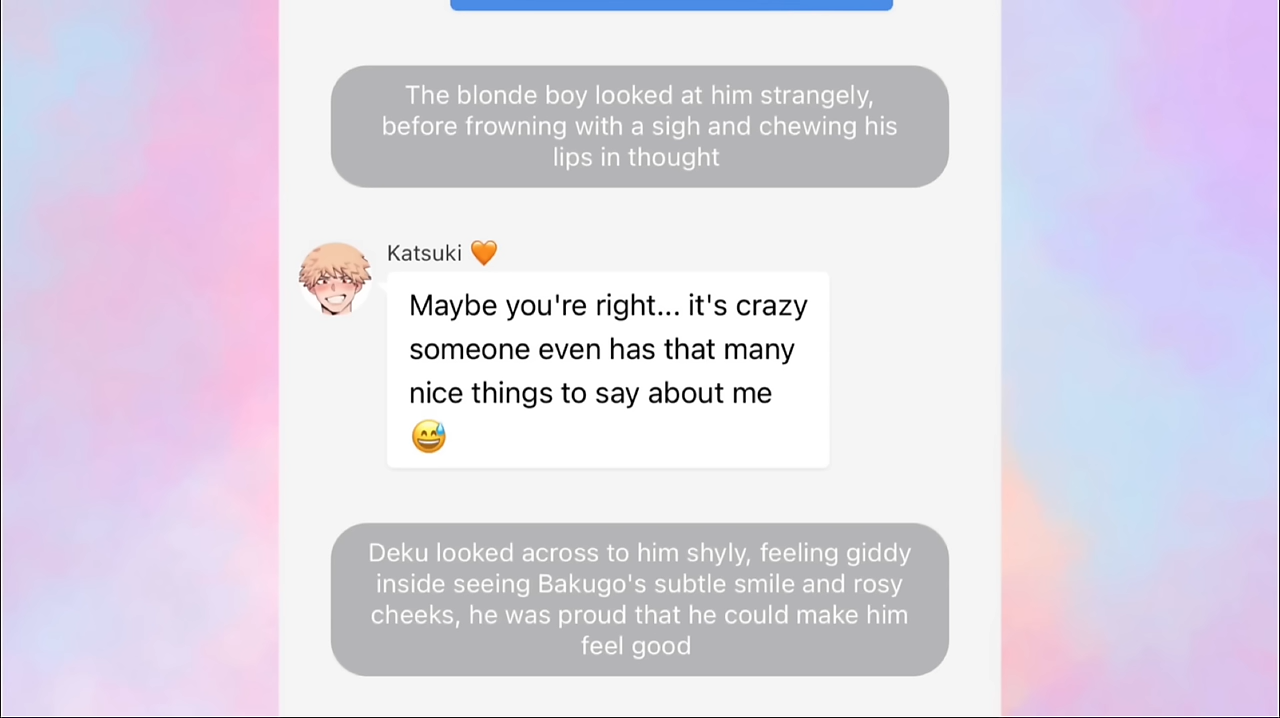 The blonde boy looked at him strangely,
before frowning with a sigh and chewing his
lips in thought
Katsuki 🧡
Maybe you're right... it's crazy
someone even has that many
nice things to say about me
😅
Deku looked across to him shyly, feeling giddy
inside seeing Bakugo's subtle smile and rosy
cheeks, he was proud that he could make him
feel good